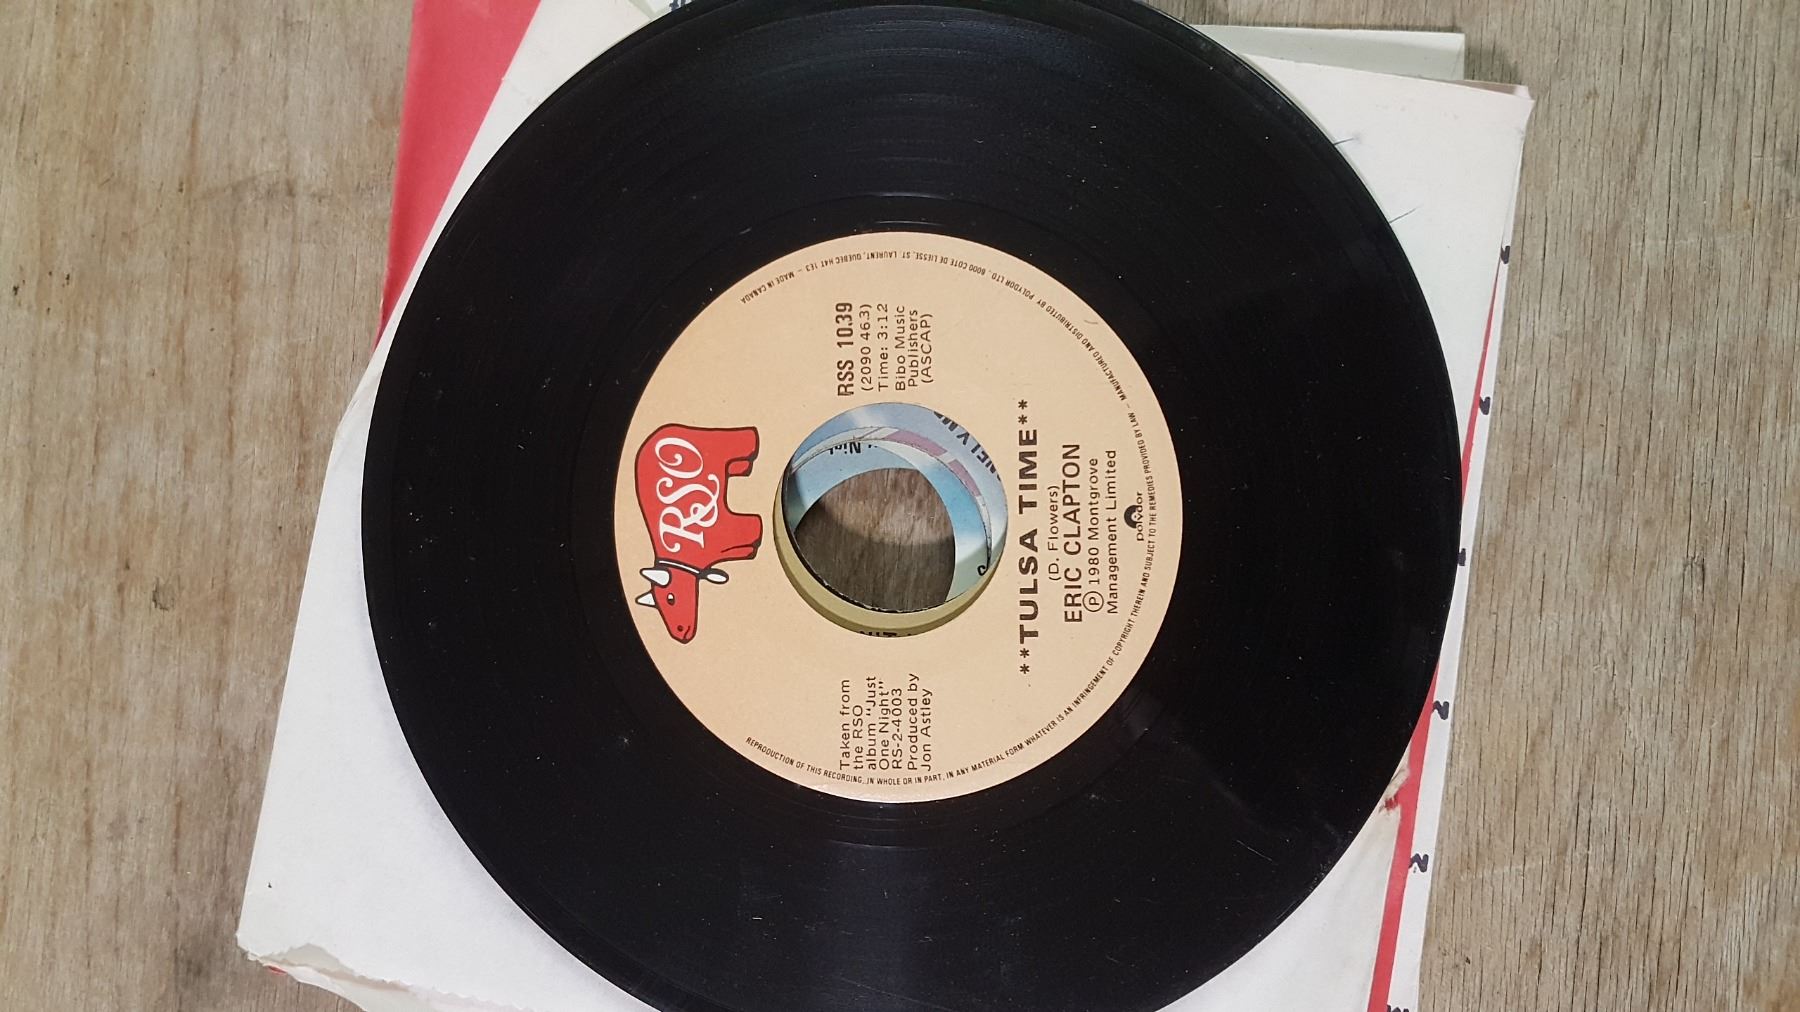 RSO
RSS 1039
(2090 463)
Time: 3:12
Bibo Music
Publishers
(ASCAP)
Taken from
the RSO
album "Just
One Night"
RS-2-4003
Produced by
Jon Astley
**TULSA TIME**
(D. Flowers)
ERIC CLAPTON
Ⓟ 1980 Montgrove
Management Limited
polydor
REPRODUCTION OF THIS RECORDING, IN WHOLE OR IN PART, IN ANY MATERIAL FORM WHATEVER IS AN INFRINGEMENT OF COPYRIGHT THEREIN AND SUBJECT TO THE REMEDIES PROVIDED BY LAW – MANUFACTURED AND DISTRIBUTED BY POLYDOR LTD., 6000 COTE DE LIESSE, ST. LAURENT, QUEBEC H4T 1E3 – MADE IN CANADA